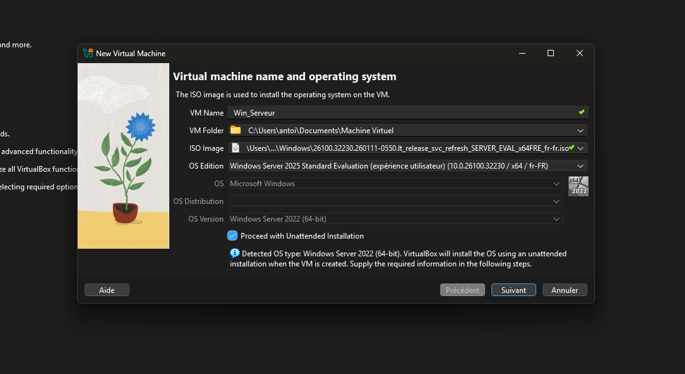 nd more.
New Virtual Machine
Virtual machine name and operating system
The ISO image is used to install the operating system on the VM.
VM Name Win_Serveur
ds.
VM Folder C:\Users\antoi\Documents\Machine Virtuel
advanced functionality
ISO Image \Users\...\Windows\26100.32230.260111-0550.lt_release_svc_refresh_SERVER_EVAL_x64FRE_fr-fr.iso
ze all VirtualBox function
OS Edition Windows Server 2025 Standard Evaluation (expérience utilisateur) (10.0.26100.32230 / x64 / fr-FR)
electing required option
OS Microsoft Windows
x64
2022
OS Distribution
OS Version Windows Server 2022 (64-bit)
Proceed with Unattended Installation
Detected OS type: Windows Server 2022 (64-bit). VirtualBox will install the OS using an unattended
installation when the VM is created. Supply the required information in the following steps.
Aide Précédent Suivant Annuler